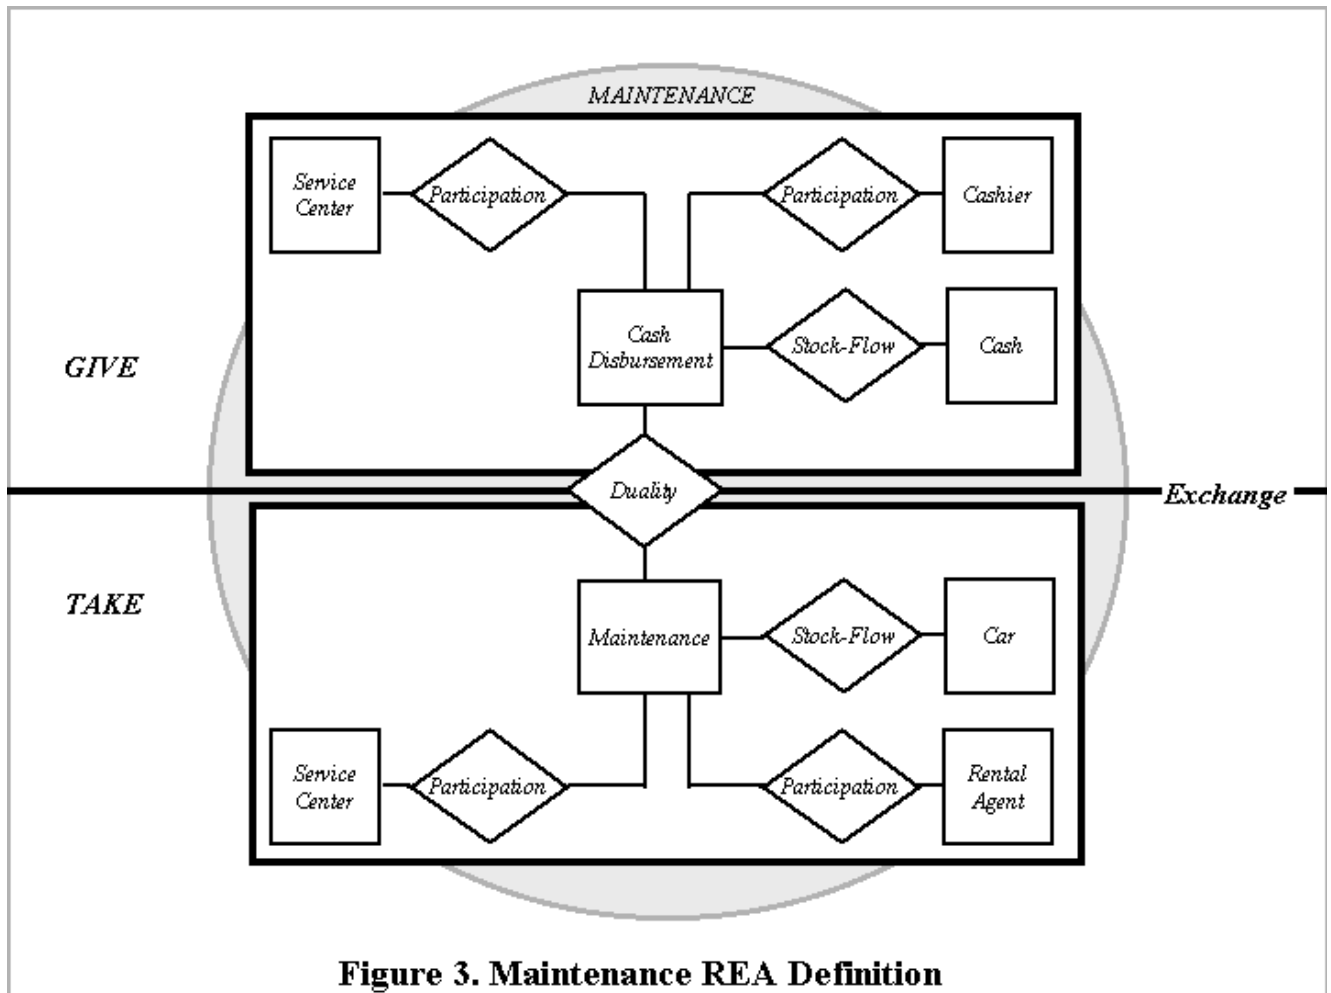 MAINTENANCE
Service
Center
Participation
Participation
Cashier
Cash
Disbursement
Stock-Flow
Cash
GIVE
Duality
Exchange
TAKE
Maintenance
Stock-Flow
Car
Service
Center
Participation
Participation
Rental
Agent
Figure 3. Maintenance REA Definition